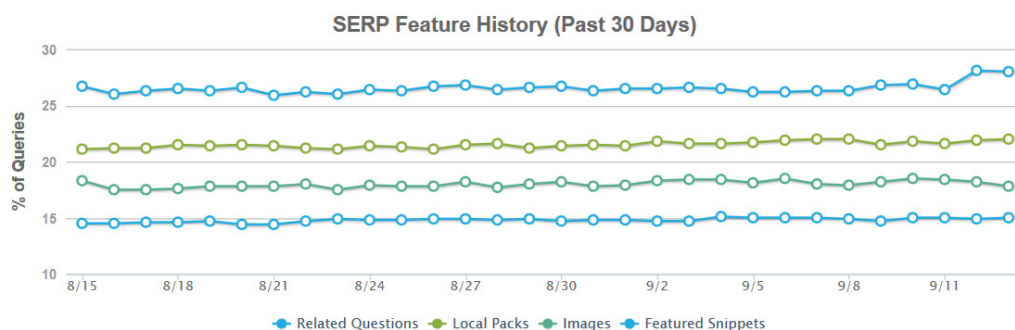 SERP Feature History (Past 30 Days)
% of Queries
30
25
20
15
10
8/15 8/18 8/21 8/24 8/27 8/30 9/2 9/5 9/8 9/11
Related Questions Local Packs Images Featured Snippets